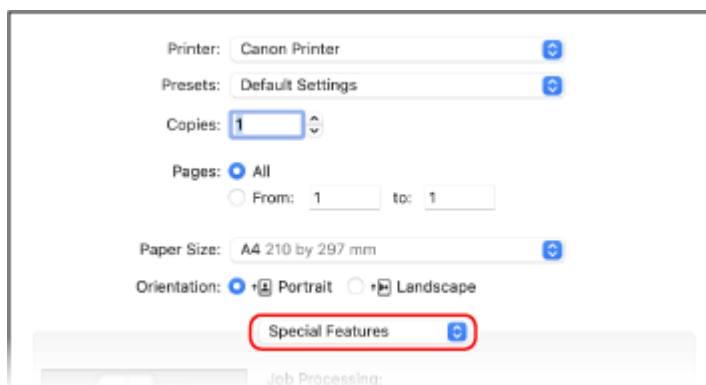 Printer: Canon Printer
Presets: Default Settings
Copies: 1
Pages: All
From: 1 to: 1
Paper Size: A4 210 by 297 mm
Orientation: Portrait Landscape
Special Features
Job Processing: